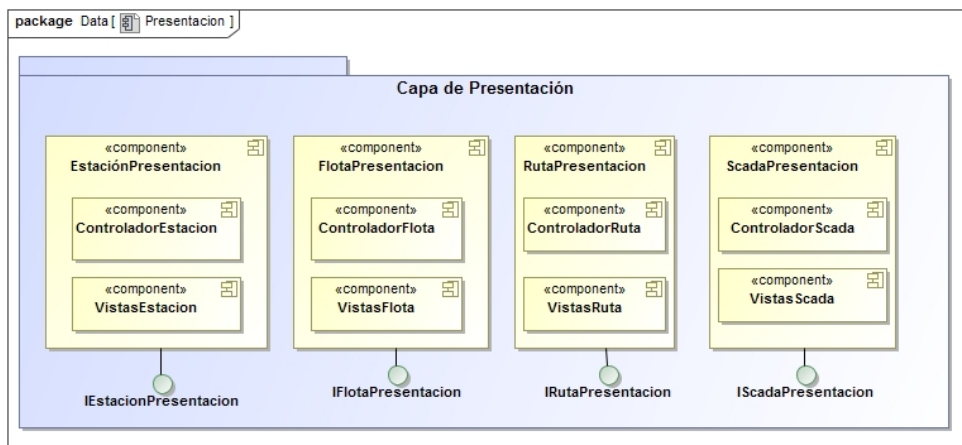 package Data[ Presentacion ]
Capa de Presentación
«component»
EstaciónPresentacion
«component»
ControladorEstacion
«component»
VistasEstacion
IEstacionPresentacion
«component»
FlotaPresentacion
«component»
ControladorFlota
«component»
VistasFlota
IFlotaPresentacion
«component»
RutaPresentacion
«component»
ControladorRuta
«component»
VistasRuta
IRutaPresentacion
«component»
ScadaPresentacion
«component»
ControladorScada
«component»
VistasScada
IScadaPresentacion